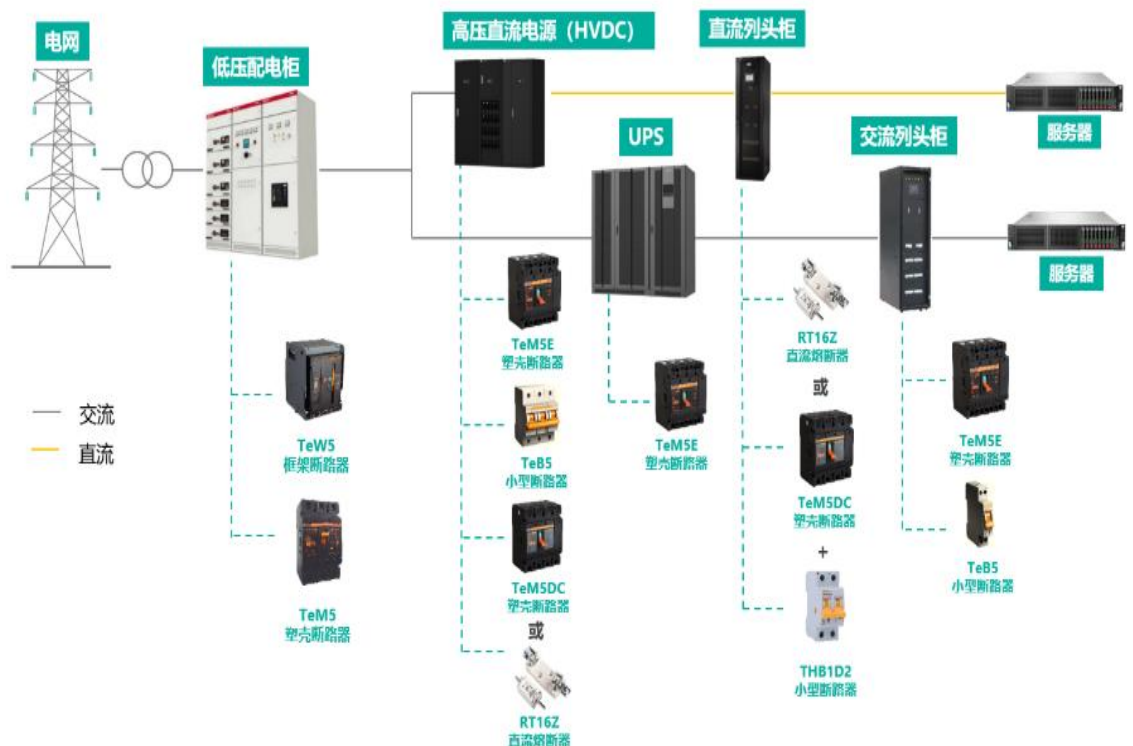 电网
低压配电柜
高压直流电源（HVDC）
直流列头柜
服务器
UPS
交流列头柜
服务器
交流
直流
TeW5
框架断路器
TeM5
塑壳断路器
TeM5E
塑壳断路器
TeB5
小型断路器
TeM5DC
塑壳断路器
或
RT16Z
直流熔断器
TeM5E
塑壳断路器
RT16Z
直流熔断器
或
TeM5DC
塑壳断路器
+
THB1D2
小型断路器
TeM5E
塑壳断路器
TeB5
小型断路器